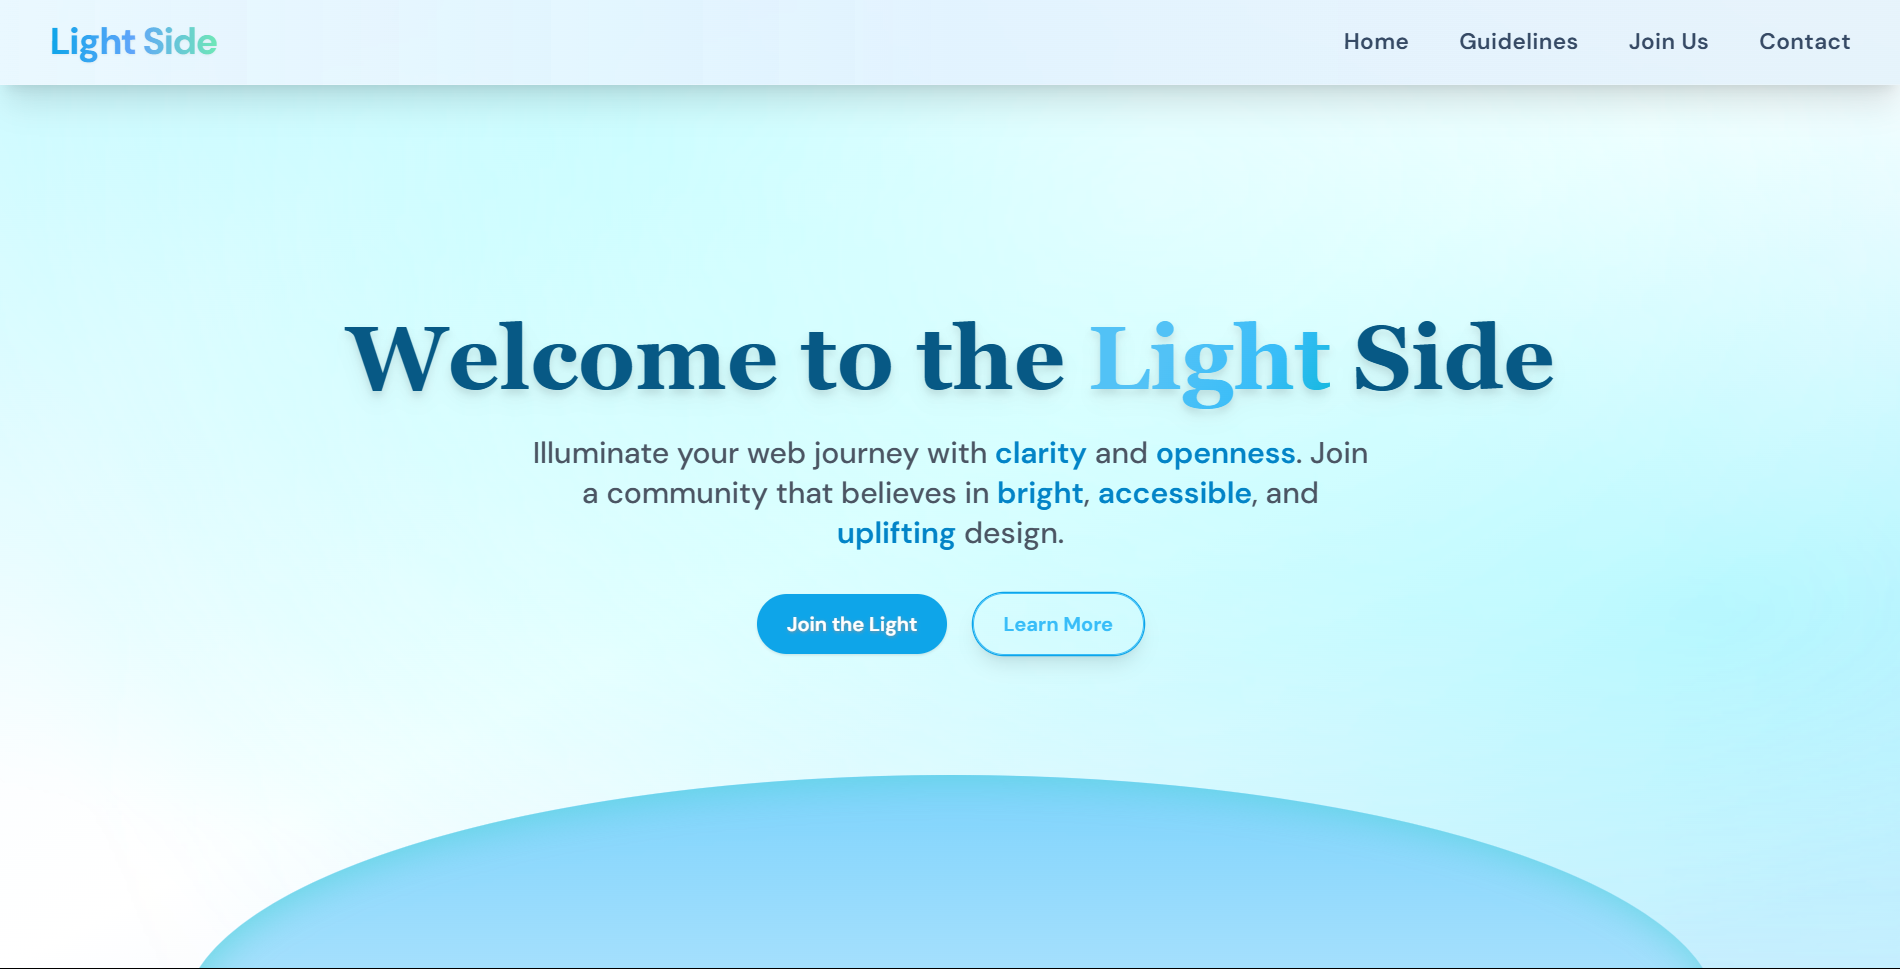 Light Side
Home Guidelines Join Us Contact
Welcome to the Light Side
Illuminate your web journey with clarity and openness. Join
a community that believes in bright, accessible, and
uplifting design.
Join the Light
Learn More